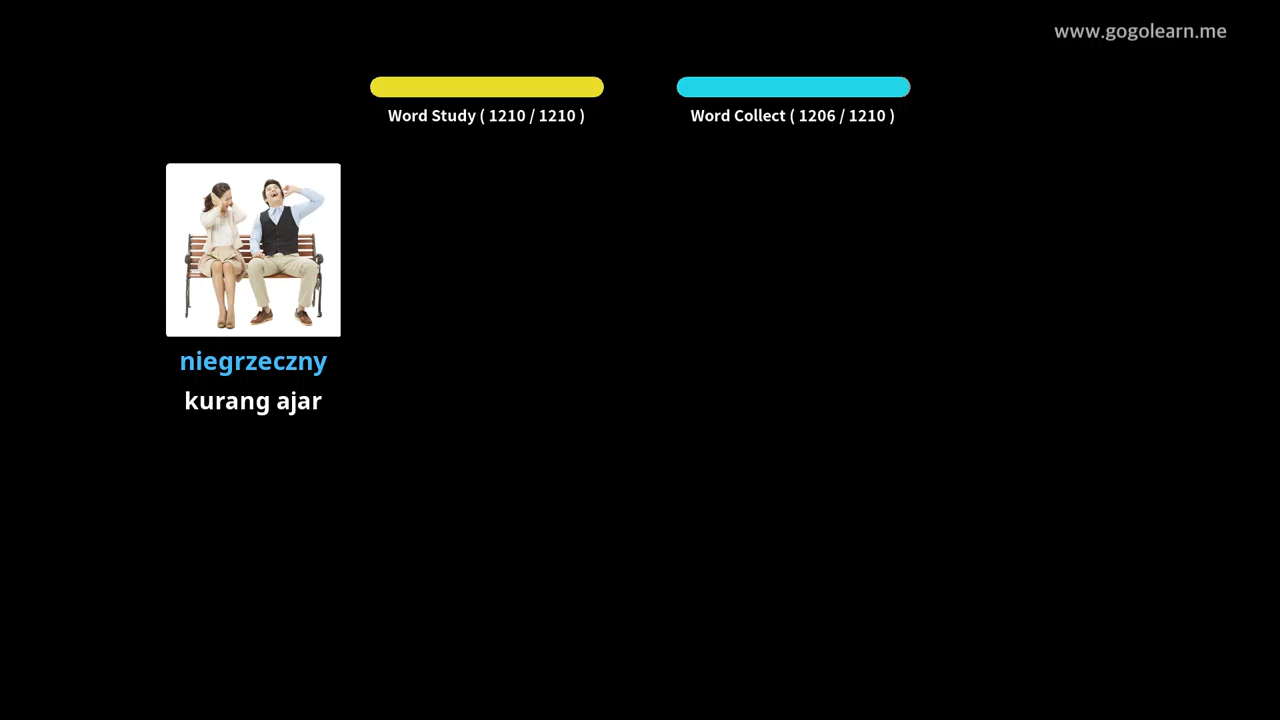 www.gogolearn.me
Word Study ( 1210 / 1210 )
Word Collect ( 1206 / 1210 )
niegrzeczny
kurang ajar